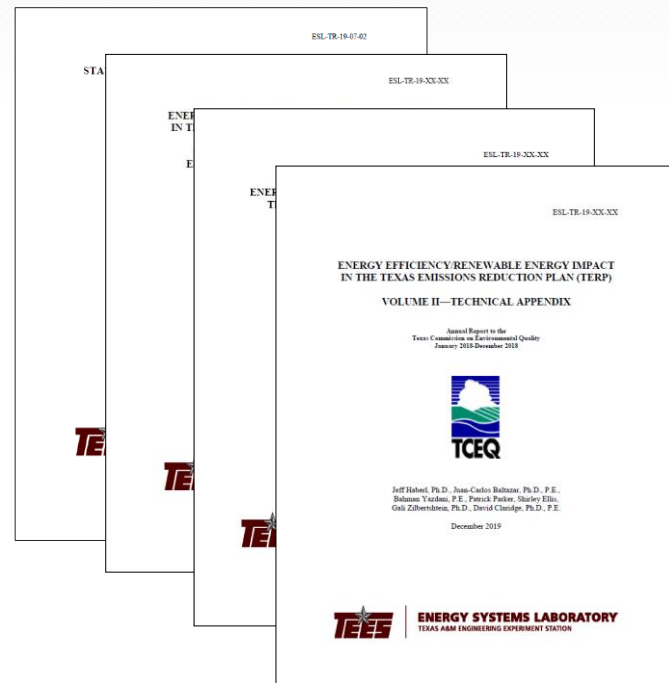 ESL-TR-19-07-02
STA
ESL-TR-19-XX-XX
ENER
IN T
E
ESL-TR-19-XX-XX
ENER
T
ESL-TR-19-XX-XX
ENERGY EFFICIENCY/RENEWABLE ENERGY IMPACT
IN THE TEXAS EMISSIONS REDUCTION PLAN (TERP)
VOLUME II—TECHNICAL APPENDIX
Annual Report to the
Texas Commission on Environmental Quality
January 2018-December 2018
TCEQ
Jeff Haberl, Ph.D., Juan-Carlos Baltazar, Ph.D., P.E.,
Bahman Yazdani, P.E., Patrick Parker, Shirley Ellis,
Gali Zilbershtein, Ph.D., David Claridge, Ph.D., P.E.
December 2019
TE
TE
TEE
TEES
ENERGY SYSTEMS LABORATORY
TEXAS A&M ENGINEERING EXPERIMENT STATION